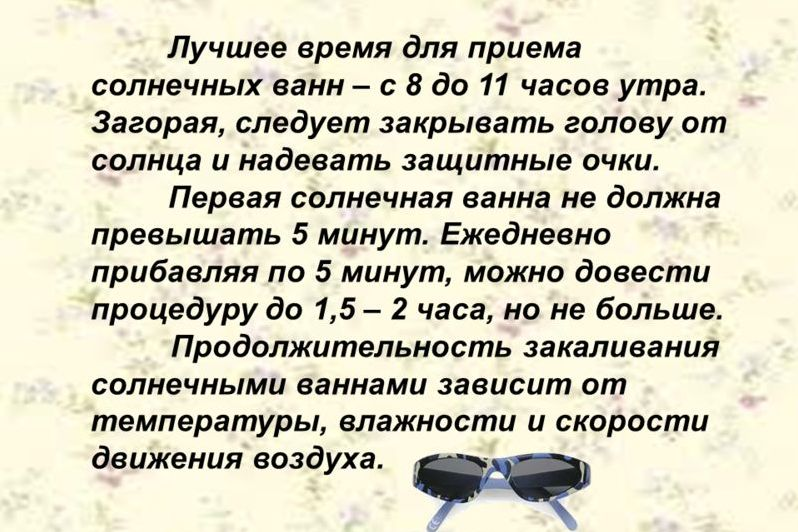 Лучшее время для приема
солнечных ванн – с 8 до 11 часов утра.
Загорая, следует закрывать голову от
солнца и надевать защитные очки.
Первая солнечная ванна не должна
превышать 5 минут. Ежедневно
прибавляя по 5 минут, можно довести
процедуру до 1,5 – 2 часа, но не больше.
Продолжительность закаливания
солнечными ваннами зависит от
температуры, влажности и скорости
движения воздуха.